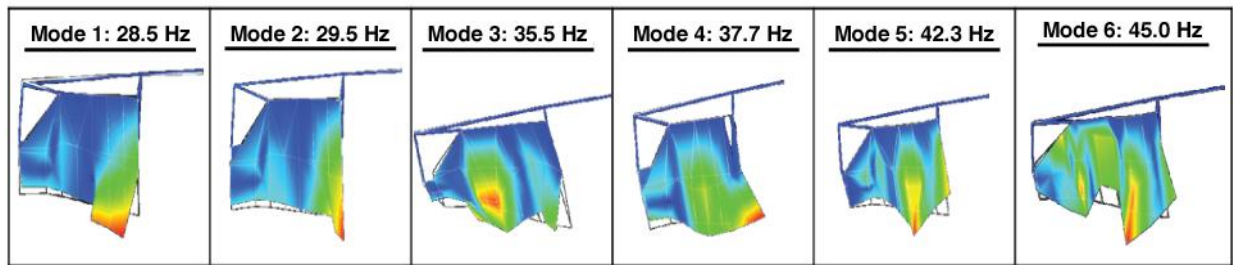 Mode 1: 28.5 Hz
Mode 2: 29.5 Hz
Mode 3: 35.5 Hz
Mode 4: 37.7 Hz
Mode 5: 42.3 Hz
Mode 6: 45.0 Hz